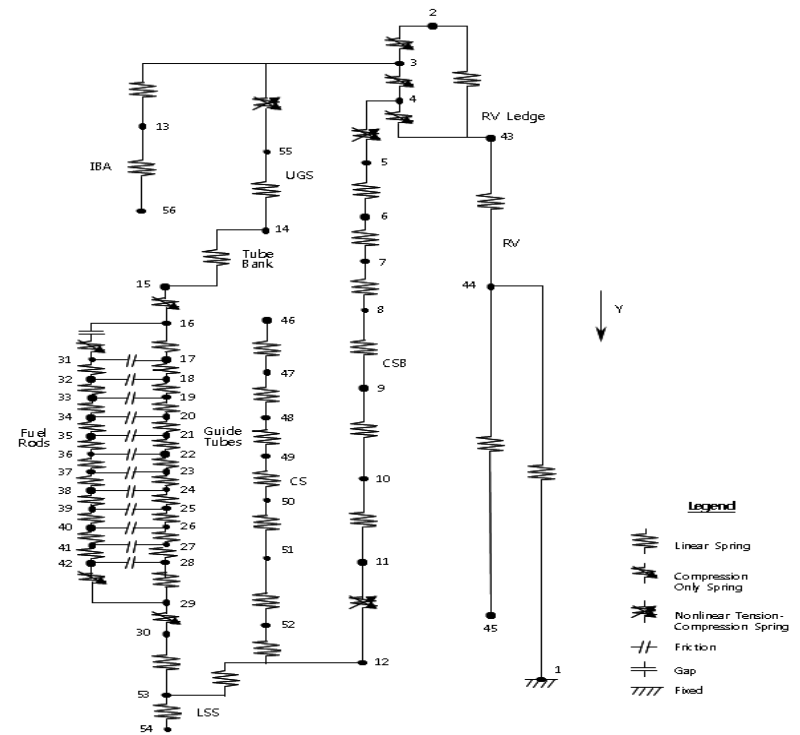 2
3
4
RV Ledge
43
13
55
5
IBA
UGS
56
6
RV
14
Tube
Bank
7
44
15
Y
8
16
46
CSB
31
17
32
18
47
9
33
19
34
20
48
Fuel
Rods
35
21
Guide
Tubes
36
22
49
37
23
CS
10
38
24
50
39
25
Legend
40
26
41
27
51
Linear Spring
42
28
11
Compression
Only Spring
29
52
45
Nonlinear Tension-
Compression Spring
30
Friction
12
1
Gap
53
Fixed
LSS
54